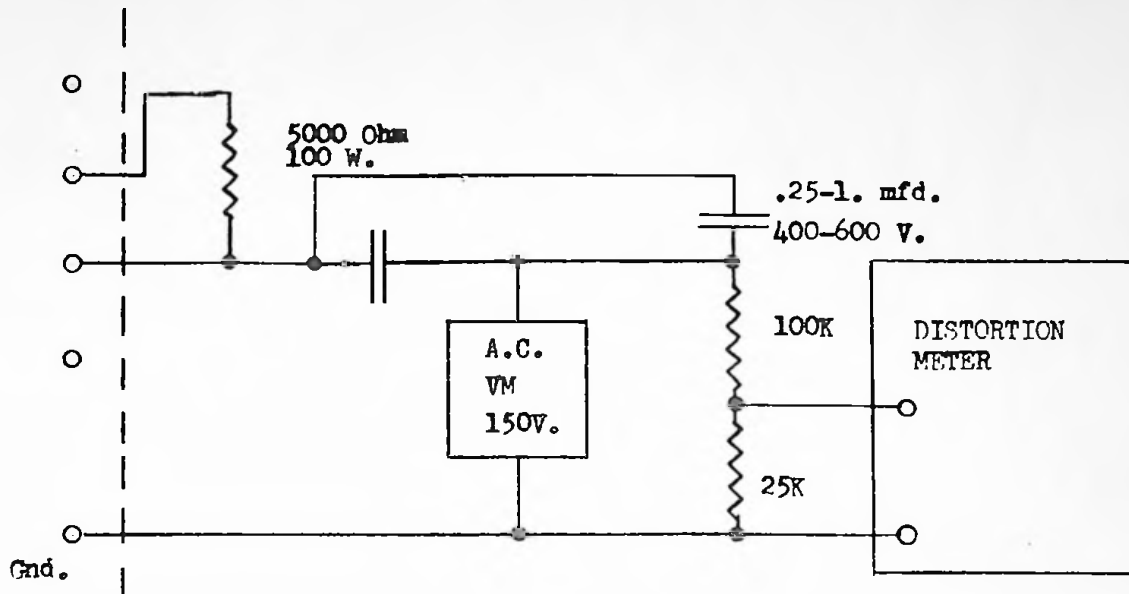 5000 Ohm
100 W.
.25-1. mfd.
400-600 V.
100K
DISTORTION
METER
A.C.
VM
150V.
25K
Gnd.